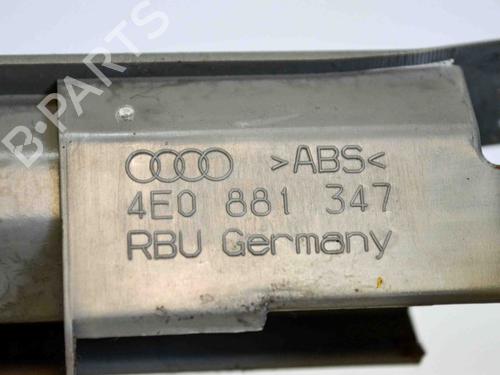 B-PARTS
>ABS<
4E0 881 347
RBU Germany